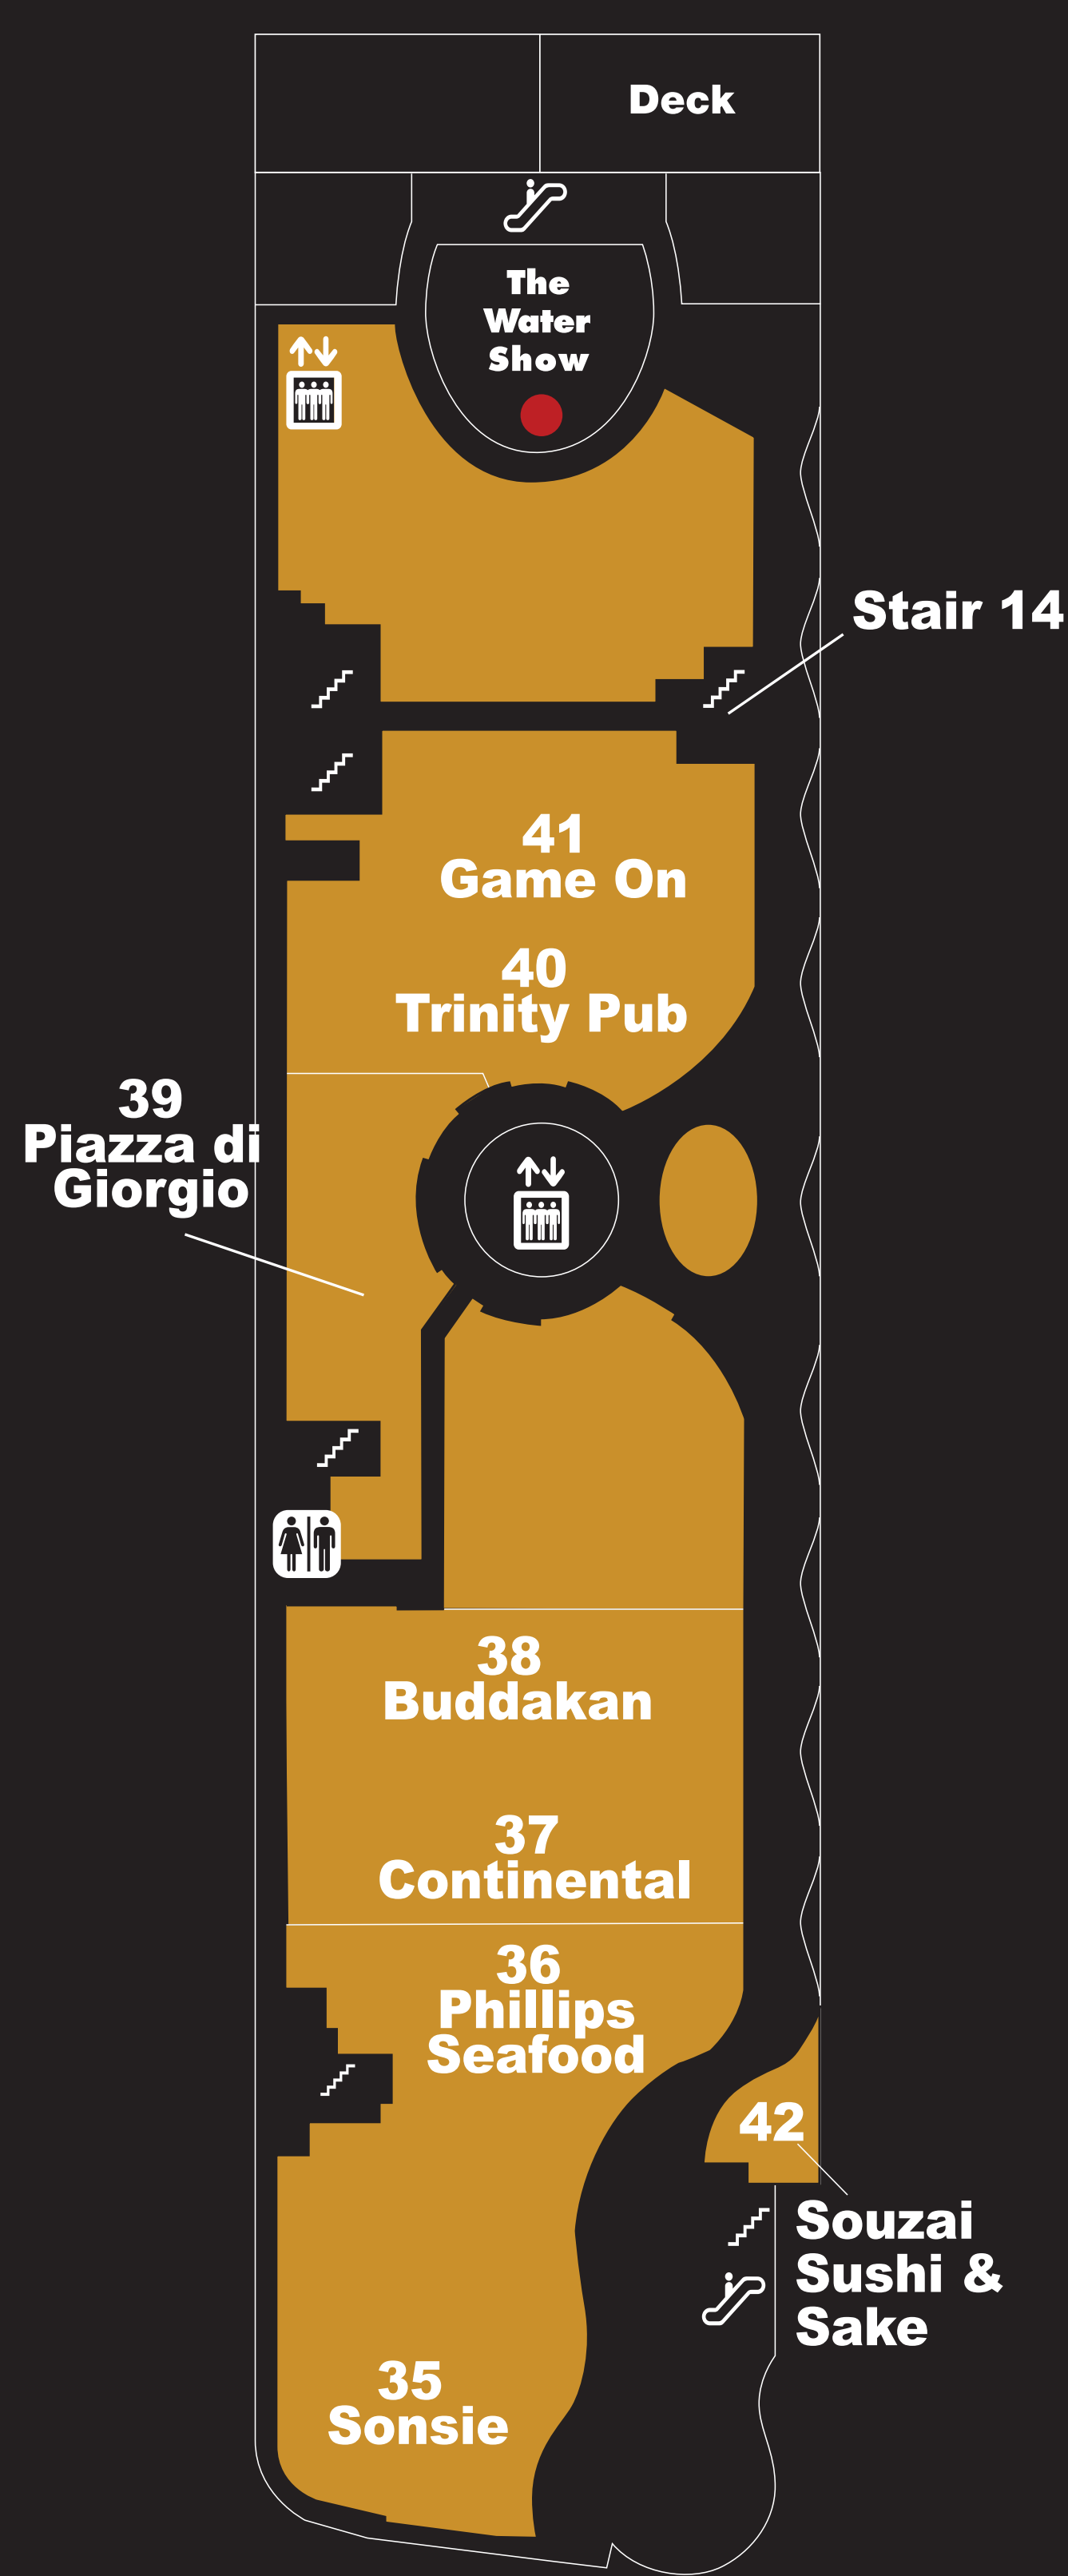 Deck
The
Water
Show
Stair 14
41
Game On
40
Trinity Pub
39
Piazza di
Giorgio
38
Buddakan
37
Continental
36
Phillips
Seafood
42
Souzai
Sushi &
Sake
35
Sonsie